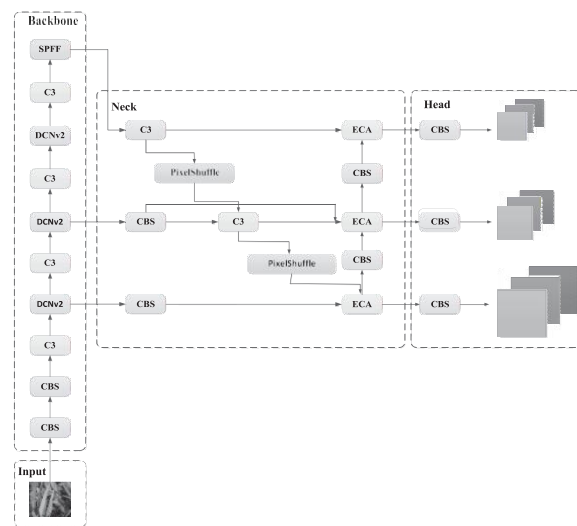 Backbone
SPFF
C3
DCNv2
C3
DCNv2
C3
DCNv2
C3
CBS
CBS
Input
Neck
C3
ECA
PixelShuffle
CBS
CBS
C3
ECA
PixelShuffle
CBS
CBS
ECA
Head
CBS
CBS
CBS